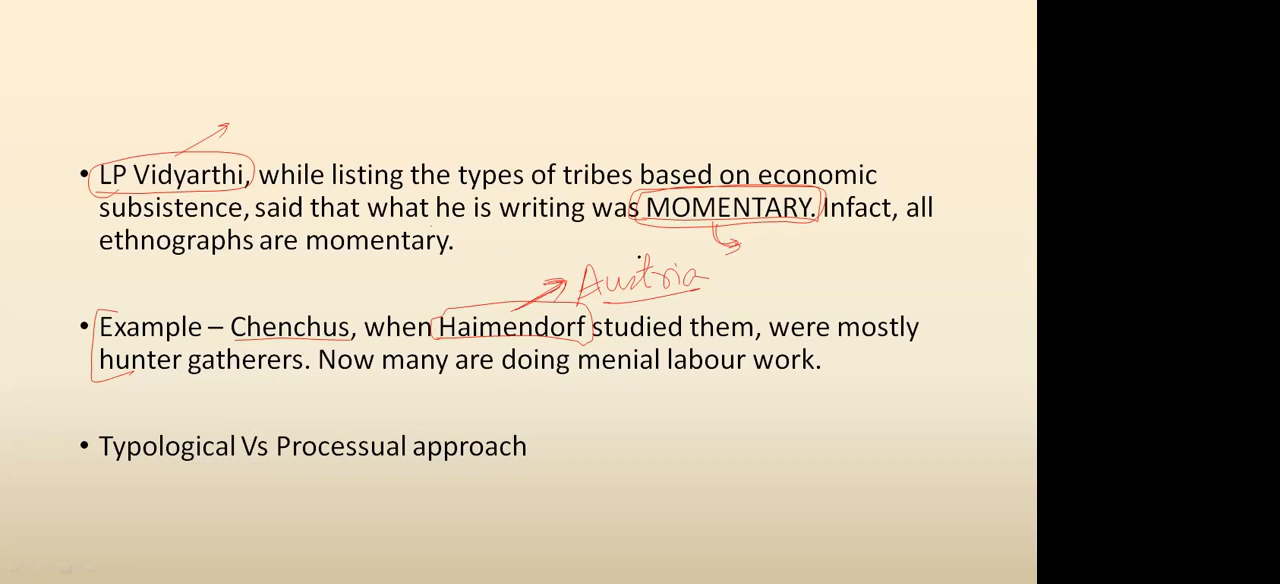 • LP Vidyarthi, while listing the types of tribes based on economic
subsistence, said that what he is writing was MOMENTARY. Infact, all
ethnographs are momentary.
Austria
• Example – Chenchus, when Haimendorf studied them, were mostly
hunter gatherers. Now many are doing menial labour work.
• Typological Vs Processual approach